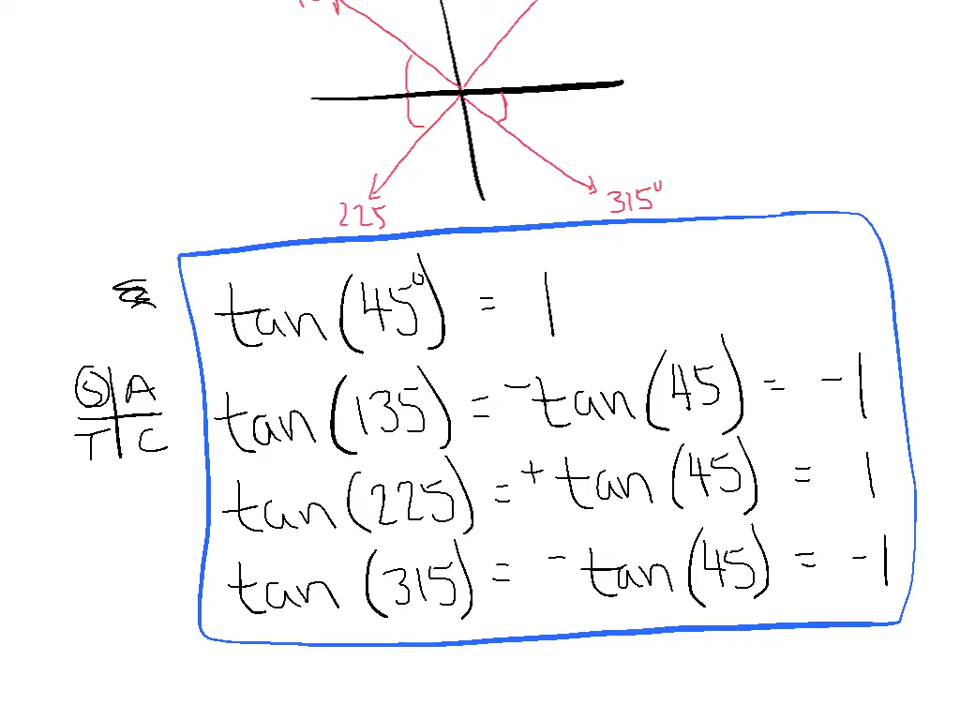 225
315°
tan(45°) = 1
S A
T C
tan(135) = -tan(45) = -1
tan(225) = +tan(45) = 1
tan(315) = -tan(45) = -1